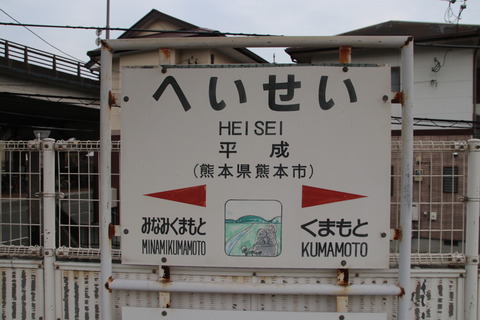 へいせい
HEISEI
平成
(熊本県熊本市)
みなみくまもと くまもと
MINAMIKUMAMOTO KUMAMOTO